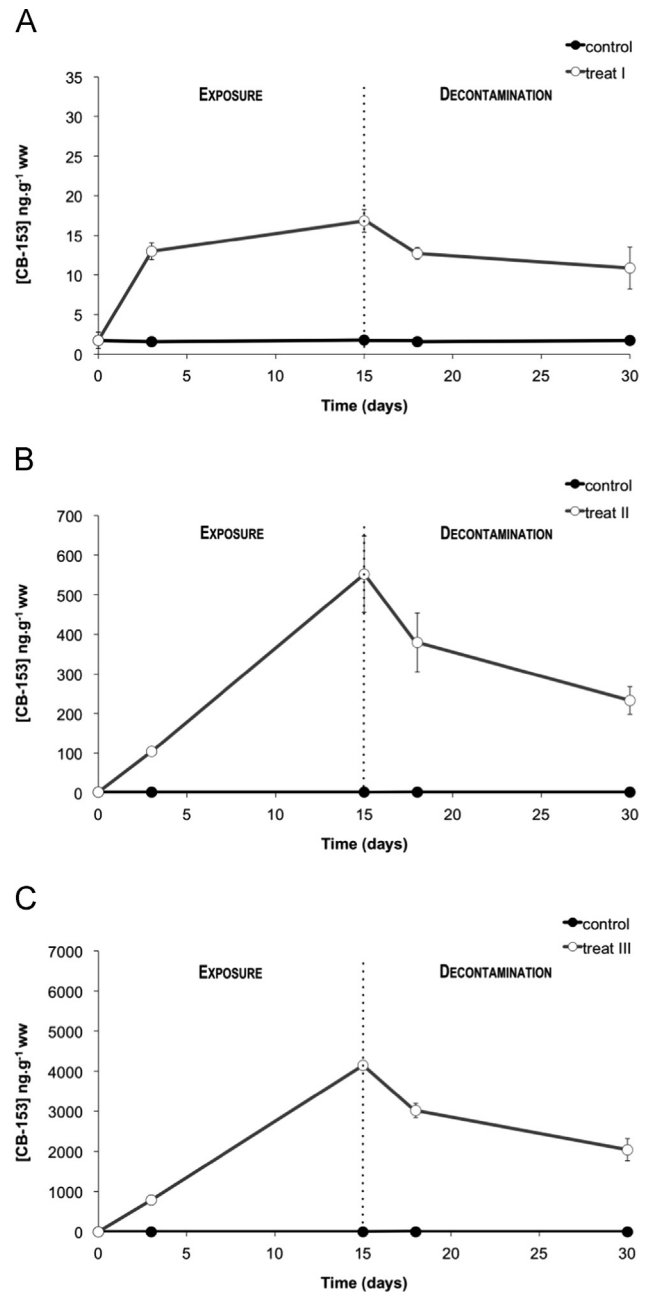 A
control
treat I
35
30
25
20
15
10
5
0
[CB-153] ng.g-1 ww
EXPOSURE
DECONTAMINATION
0 5 10 15 20 25 30
Time (days)
B
control
treat II
700
600
500
400
300
200
100
0
[CB-153] ng.g-1 ww
EXPOSURE
DECONTAMINATION
0 5 10 15 20 25 30
Time (days)
C
control
treat III
7000
6000
5000
4000
3000
2000
1000
0
[CB-153] ng.g-1 ww
EXPOSURE
DECONTAMINATION
0 5 10 15 20 25 30
Time (days)